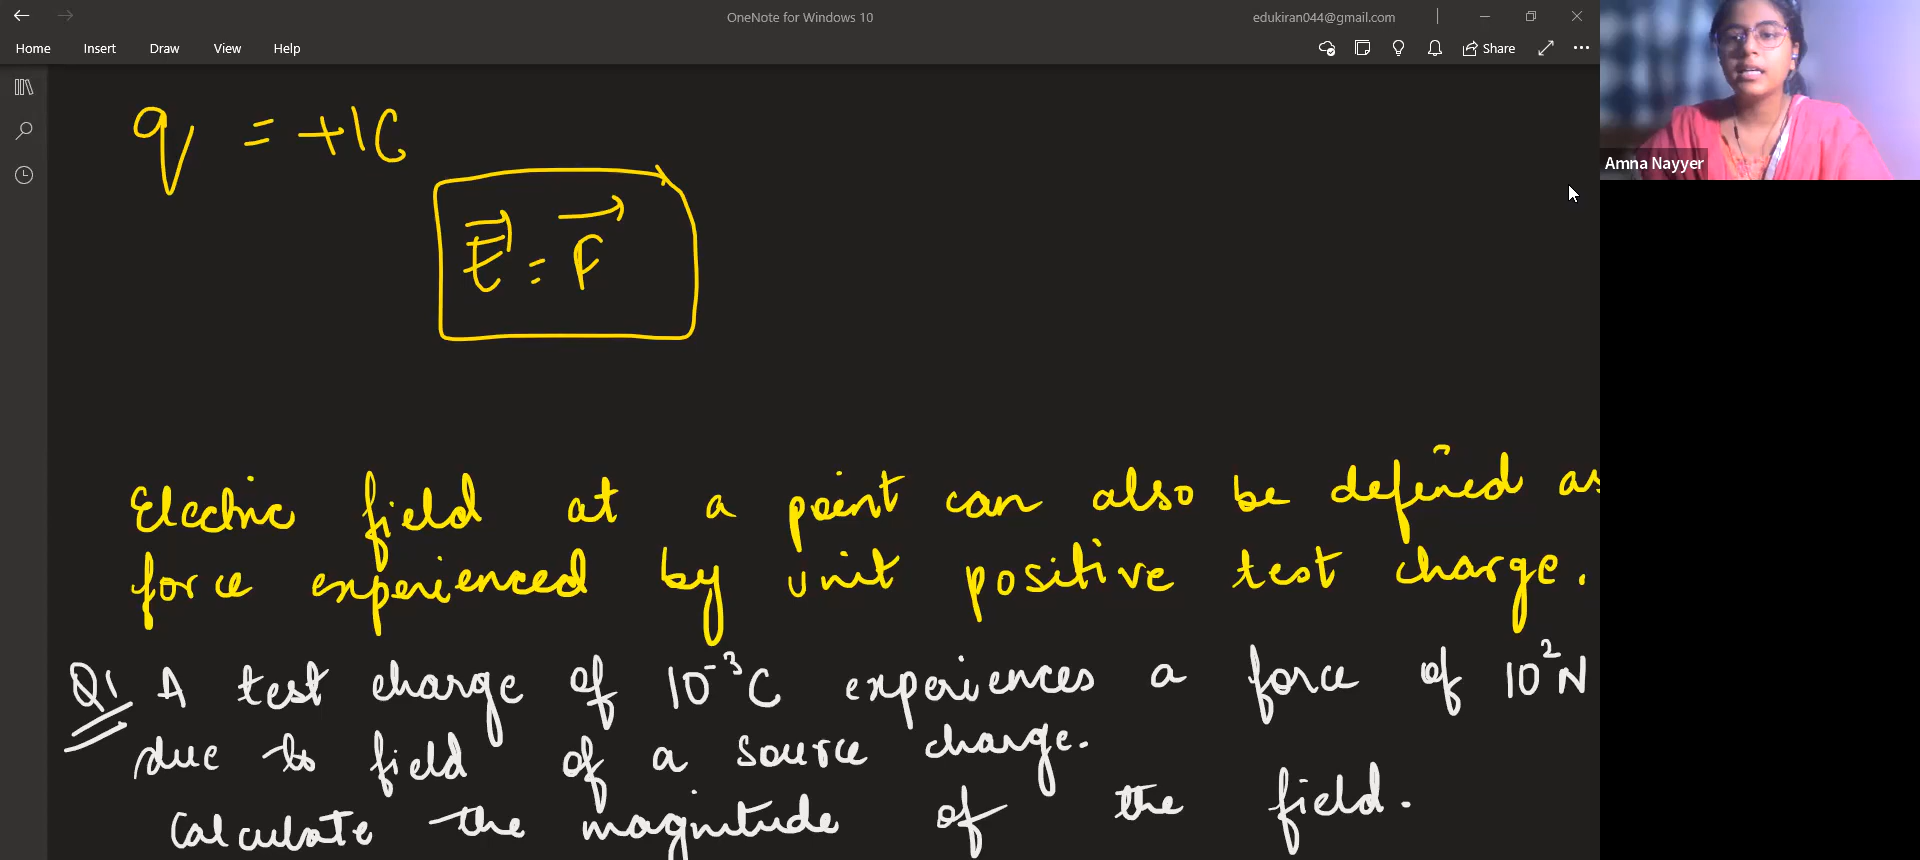 OneNote for Windows 10
edukiran044@gmail.com
Home Insert Draw View Help
Share
Amna Nayyer
q = +1C
E = F
Electric field at a point can also be defined as
force experienced by unit positive test charge.
Q1 A test charge of 10⁻³C experiences a force of 10²N
due to field of a source charge.
Calculate the magnitude of the field.